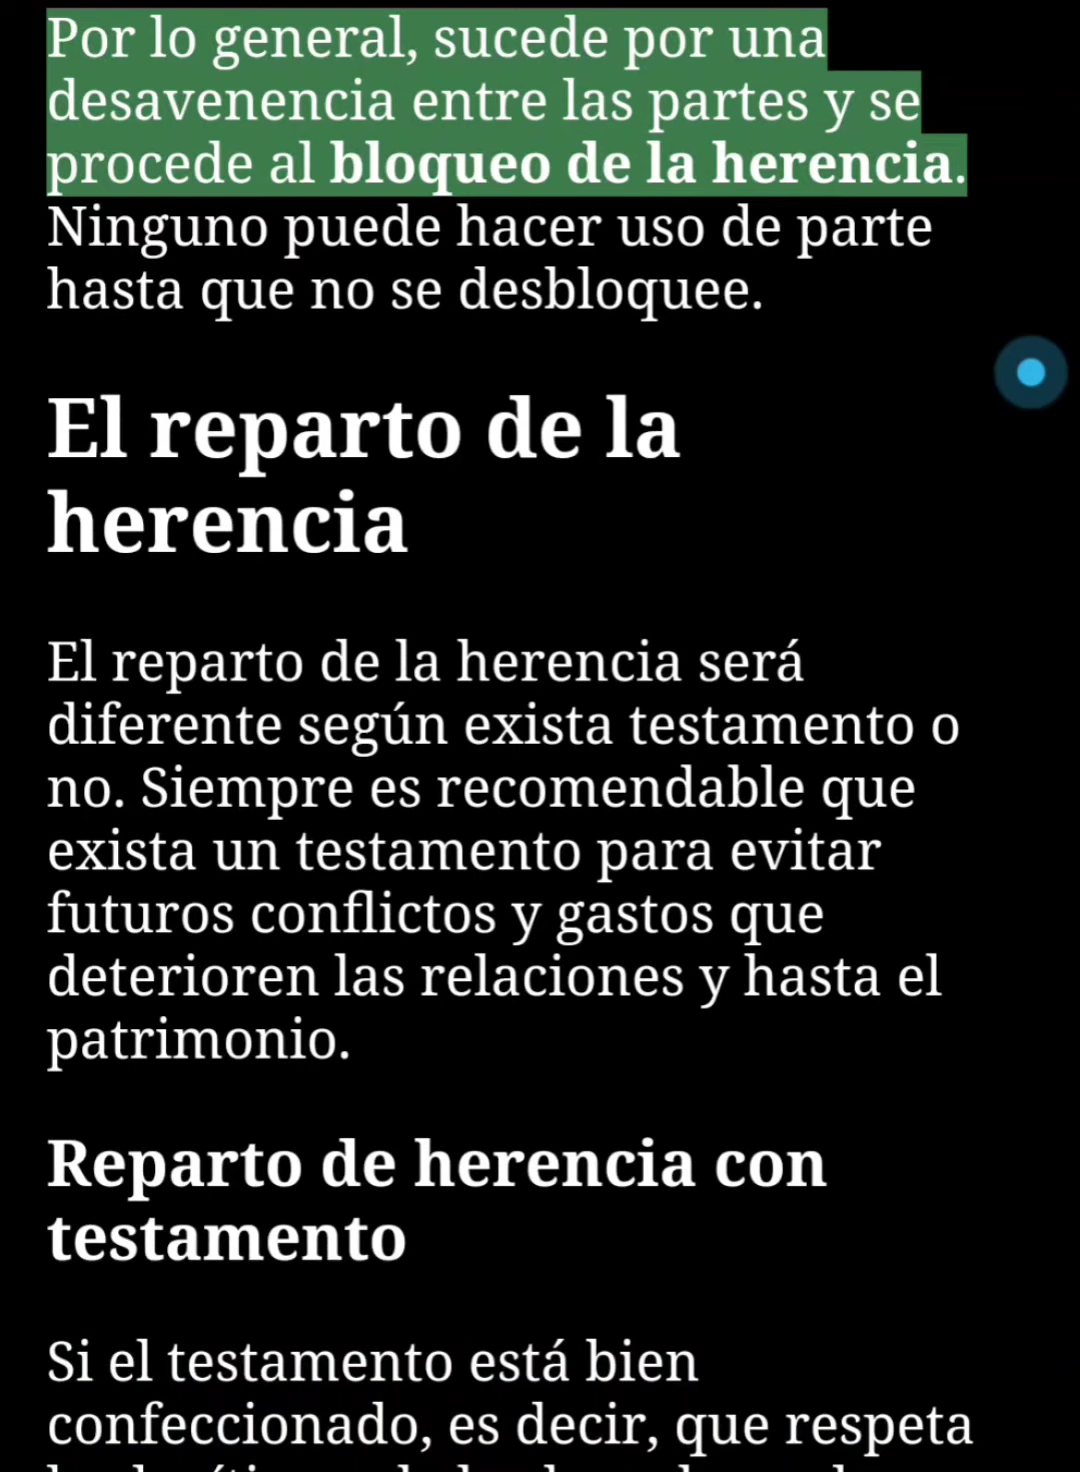 Por lo general, sucede por una
desavenencia entre las partes y se
procede al bloqueo de la herencia.
Ninguno puede hacer uso de parte
hasta que no se desbloquee.
El reparto de la
herencia
El reparto de la herencia será
diferente según exista testamento o
no. Siempre es recomendable que
exista un testamento para evitar
futuros conflictos y gastos que
deterioren las relaciones y hasta el
patrimonio.
Reparto de herencia con
testamento
Si el testamento está bien
confeccionado, es decir, que respeta